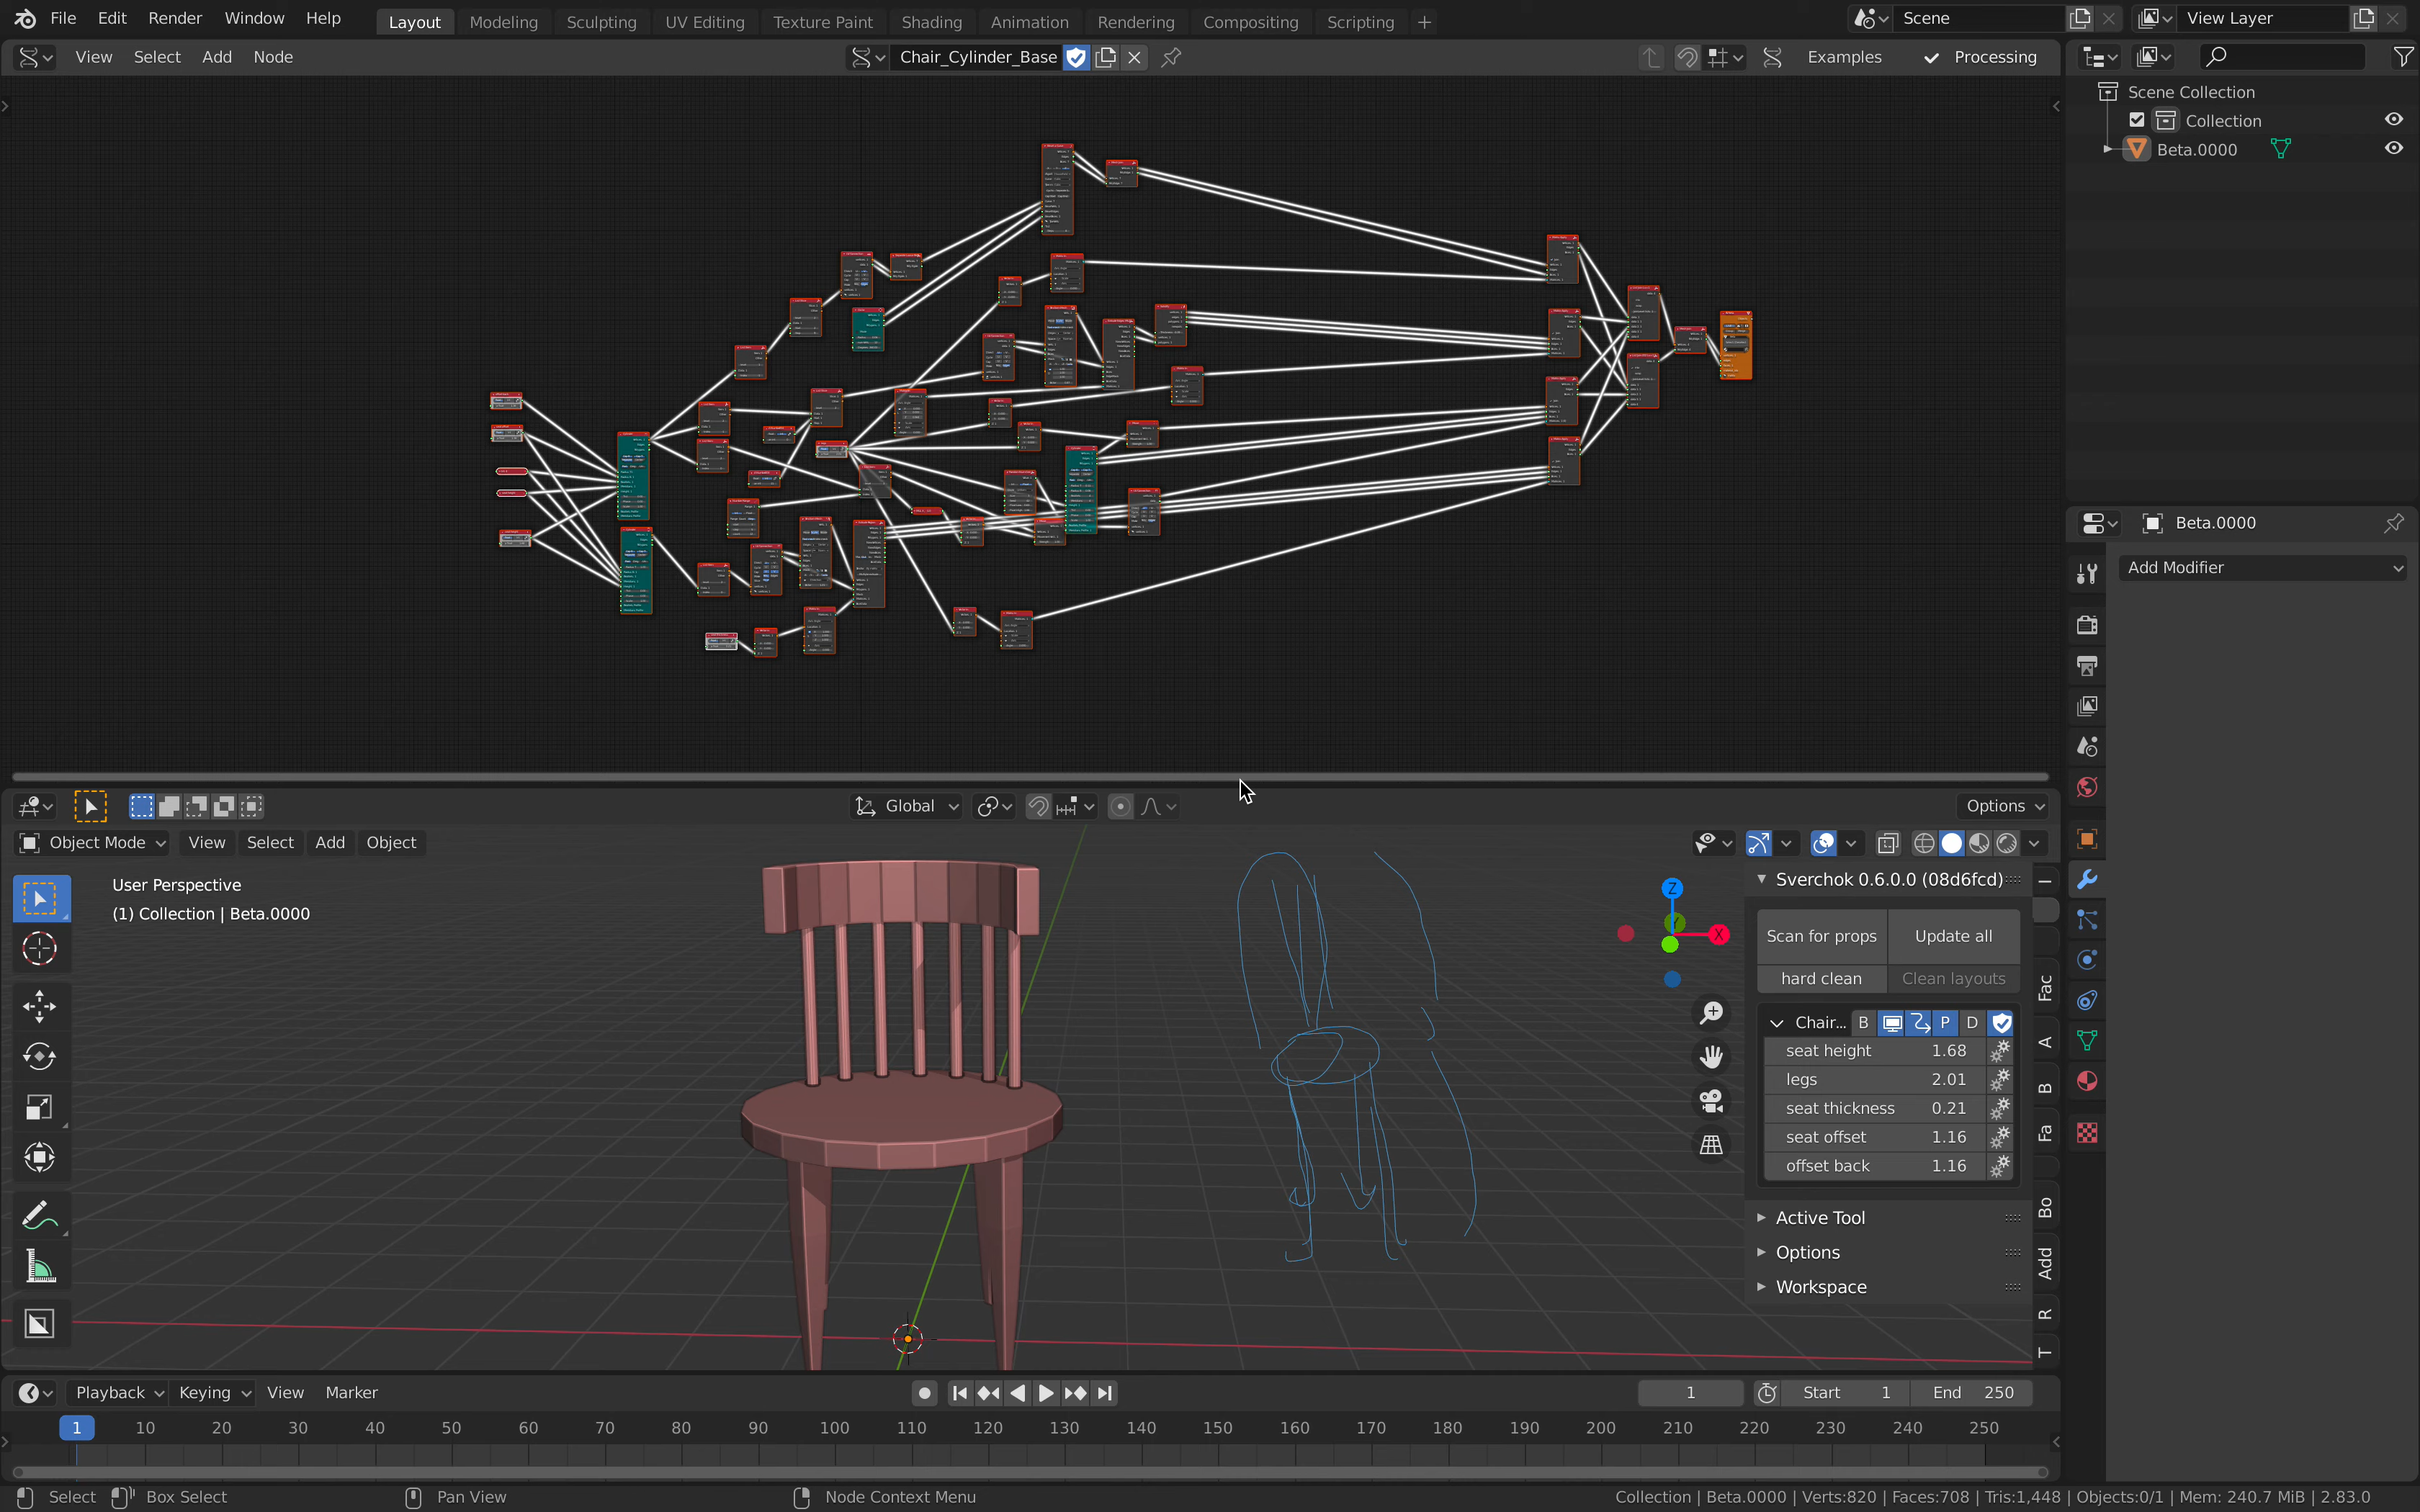 File Edit Render Window Help Layout Modeling Sculpting UV Editing Texture Paint Shading Animation Rendering Compositing Scripting + Scene View Layer
View Select Add Node Chair_Cylinder_Base Examples Processing
Scene Collection
Collection
Beta.0000
Beta.0000
Add Modifier
Global Options
Object Mode View Select Add Object
User Perspective
(1) Collection | Beta.0000
Z
X
Sverchok 0.6.0.0 (08d6fcd)
Scan for props Update all
hard clean Clean layouts
Chair... B P D
seat height 1.68
legs 2.01
seat thickness 0.21
seat offset 1.16
offset back 1.16
Active Tool
Options
Workspace
I
Fac
A
B
Fa
Bo
Add
R
T
Playback Keying View Marker 1 Start 1 End 250
1 10 20 30 40 50 60 70 80 90 100 110 120 130 140 150 160 170 180 190 200 210 220 230 240 250
Select Box Select Pan View Node Context Menu Collection | Beta.0000 | Verts:820 | Faces:708 | Tris:1,448 | Objects:0/1 | Mem: 240.7 MiB | 2.83.0